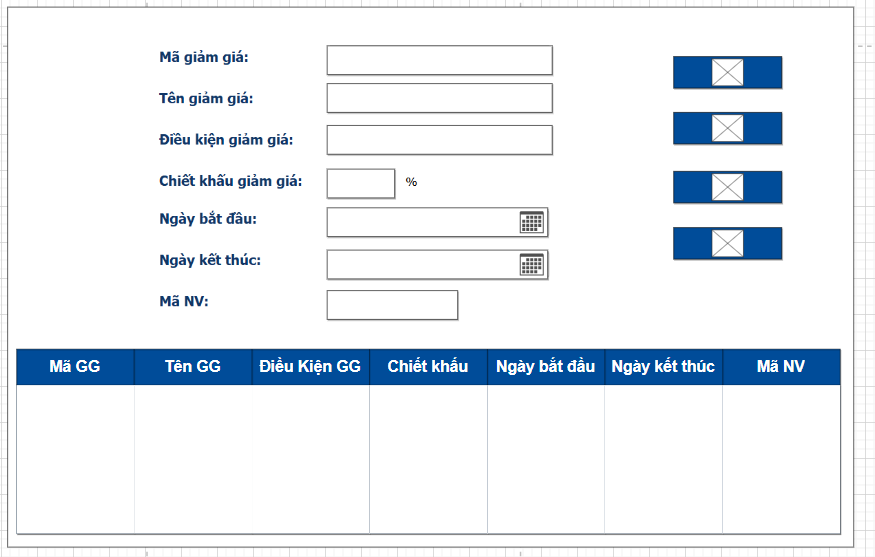 Mã giảm giá:
Tên giảm giá:
Điều kiện giảm giá:
Chiết khấu giảm giá:
%
Ngày bắt đầu:
Ngày kết thúc:
Mã NV:
Mã GG Tên GG Điều Kiện GG Chiết khấu Ngày bắt đầu Ngày kết thúc Mã NV